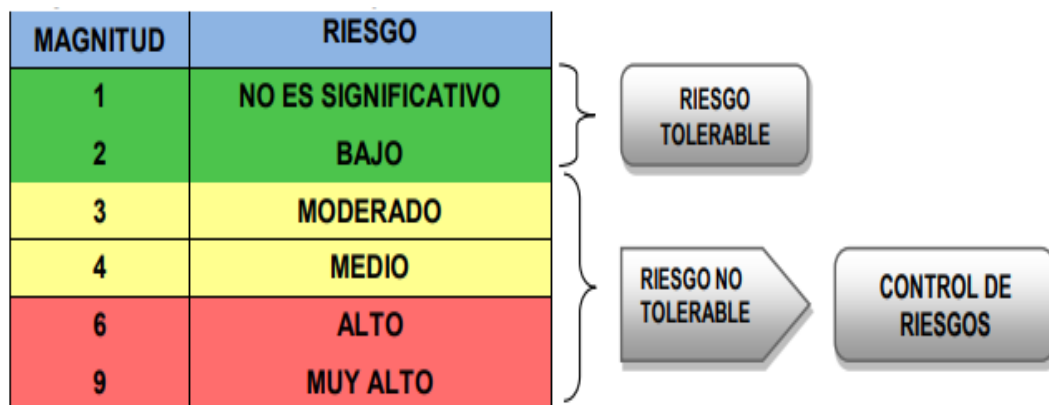 MAGNITUD RIESGO
1 NO ES SIGNIFICATIVO
2 BAJO
3 MODERADO
4 MEDIO
6 ALTO
9 MUY ALTO
RIESGO
TOLERABLE
RIESGO NO
TOLERABLE
CONTROL DE
RIESGOS